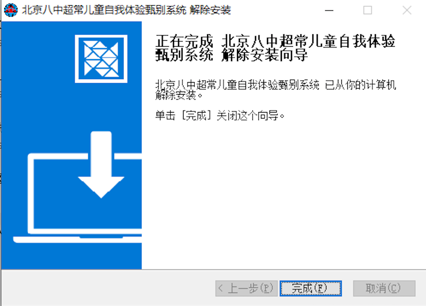 北京八中超常儿童自我体验甄别系统 解除安装
正在完成 北京八中超常儿童自我体验
甄别系统 解除安装向导
北京八中超常儿童自我体验甄别系统 已从你的计算机
解除安装。
单击 [完成] 关闭这个向导。
< 上一步(P) 完成(F) 取消(C)